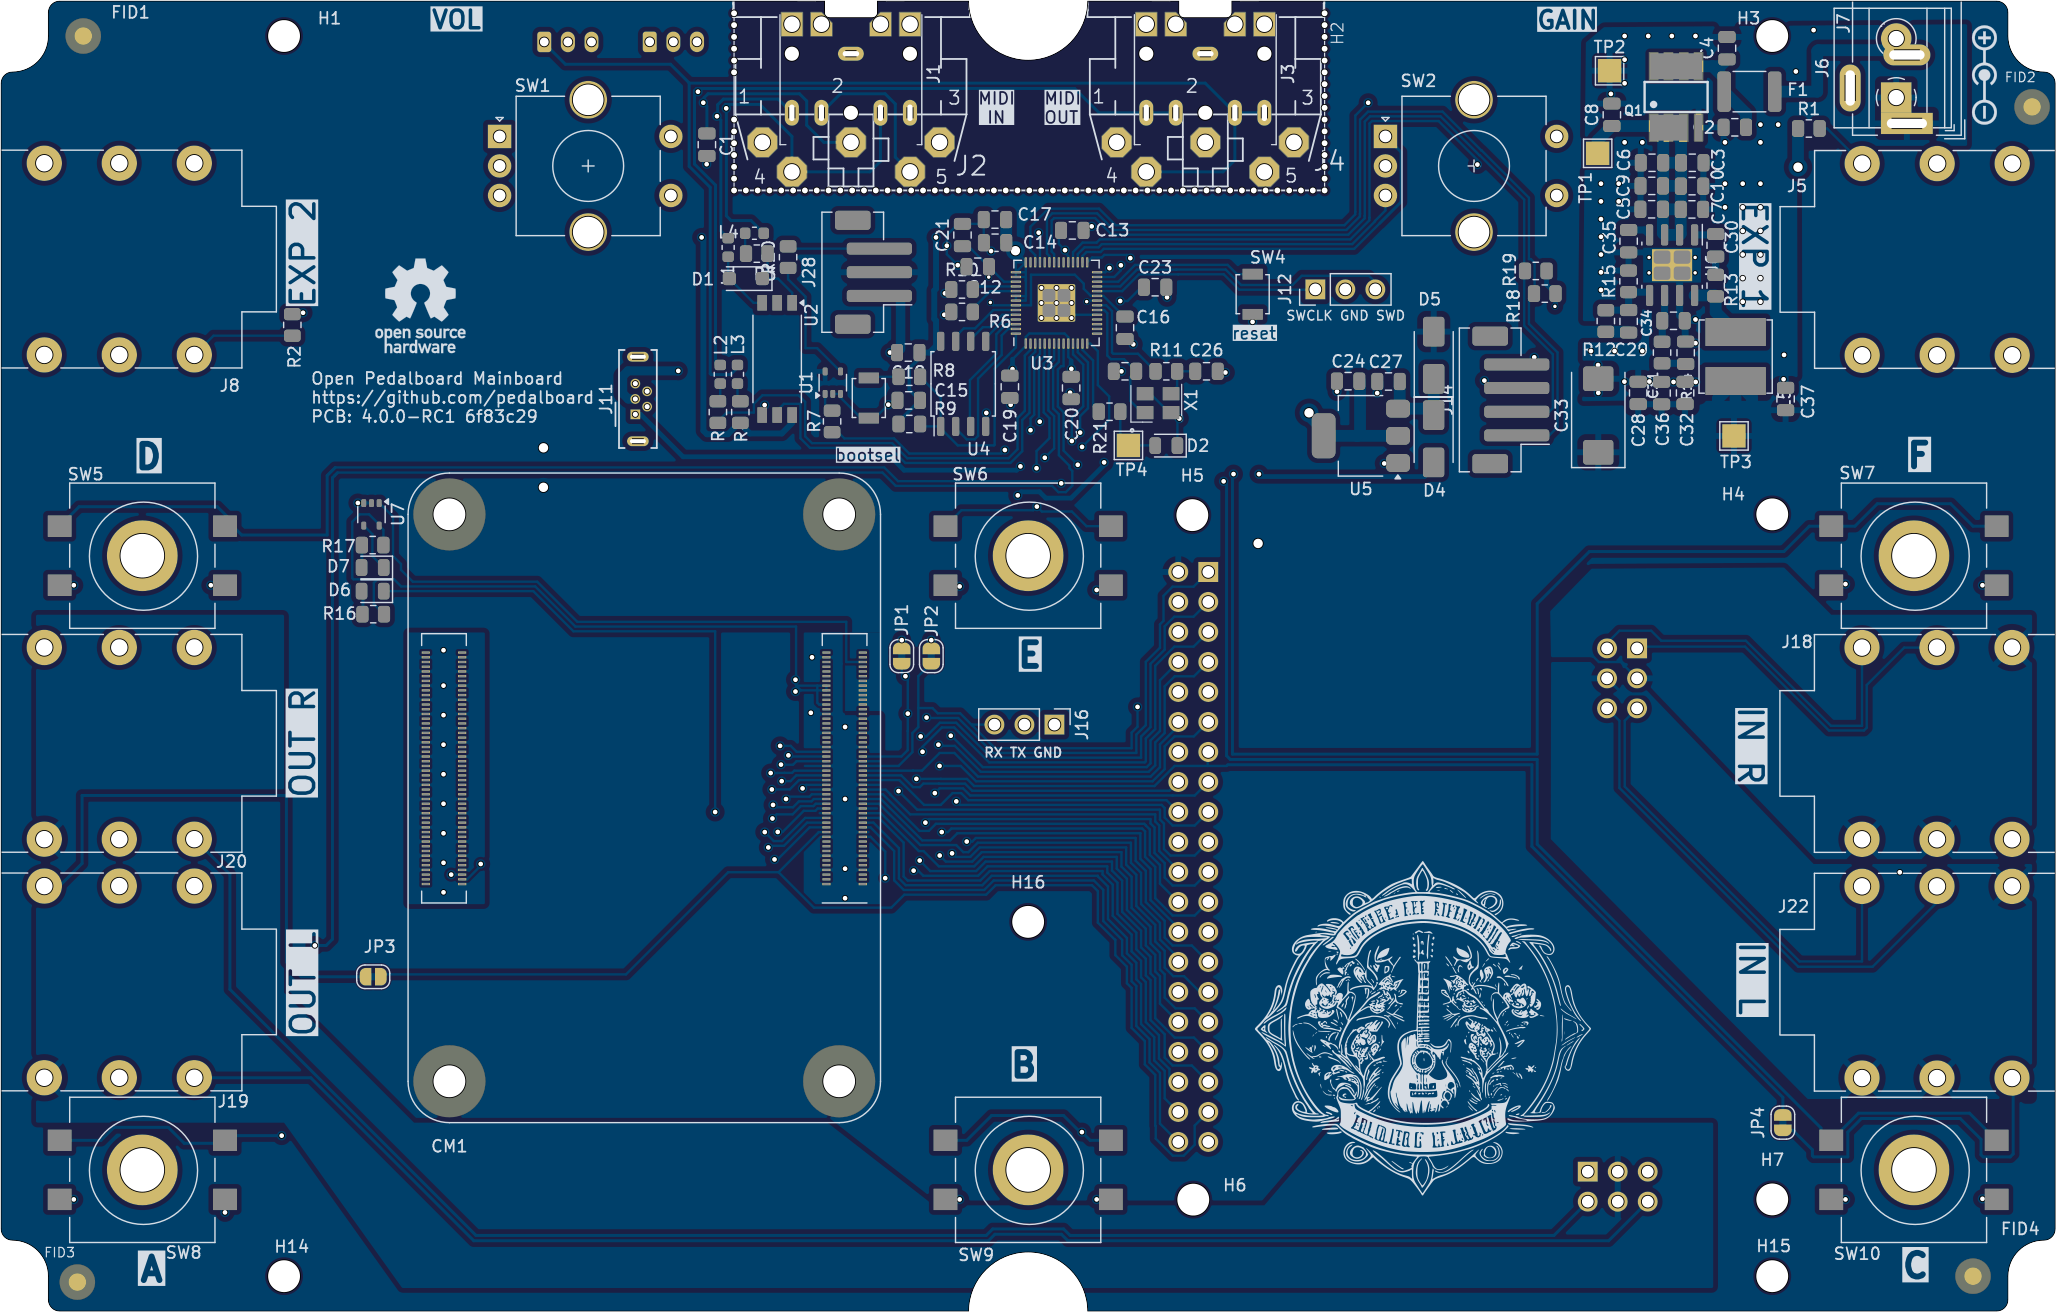 FID1
H1
VOL
GAIN
H3
J7
H2
TP2
C4
J6
FID2
SW1
J1
J3
SW2
F1
2
2
1
3
MIDI
IN
MIDI
OUT
1
3
C8
Q1
R1
C1
J2
4
5
4
5
TP1
C6
C3
C9
C10
C5
C7
J5
EXP 2
EXP 1
C17
C21
C14
C13
L4
D1
J28
R10
C23
SW4
J12
R19
R18
C35
C30
R15
R13
open source
hardware
U2
R6
C16
SWCLK GND SWD
reset
D5
C34
R2
J8
L2
L3
U3
R8
R11
C26
C24
C27
R12
C29
Open Pedalboard Mainboard
https://github.com/pedalboard
PCB: 4.0.0-RC1 6f83c29
J11
U1
R7
C15
R9
C19
C20
X1
R21
C33
C28
C36
C32
C37
R
R
U4
TP4
D2
TP3
bootsel
D
SW5
SW6
H5
U5
D4
SW7
F
H4
U7
R17
D7
D6
R16
JP1
JP2
E
J18
OUT R
J16
RX TX GND
IN R
J20
H16
J22
OUT L
JP3
IN L
B
J19
CM1
JP4
H7
H6
FID3
SW8
A
H14
SW9
H15
SW10
C
FID4